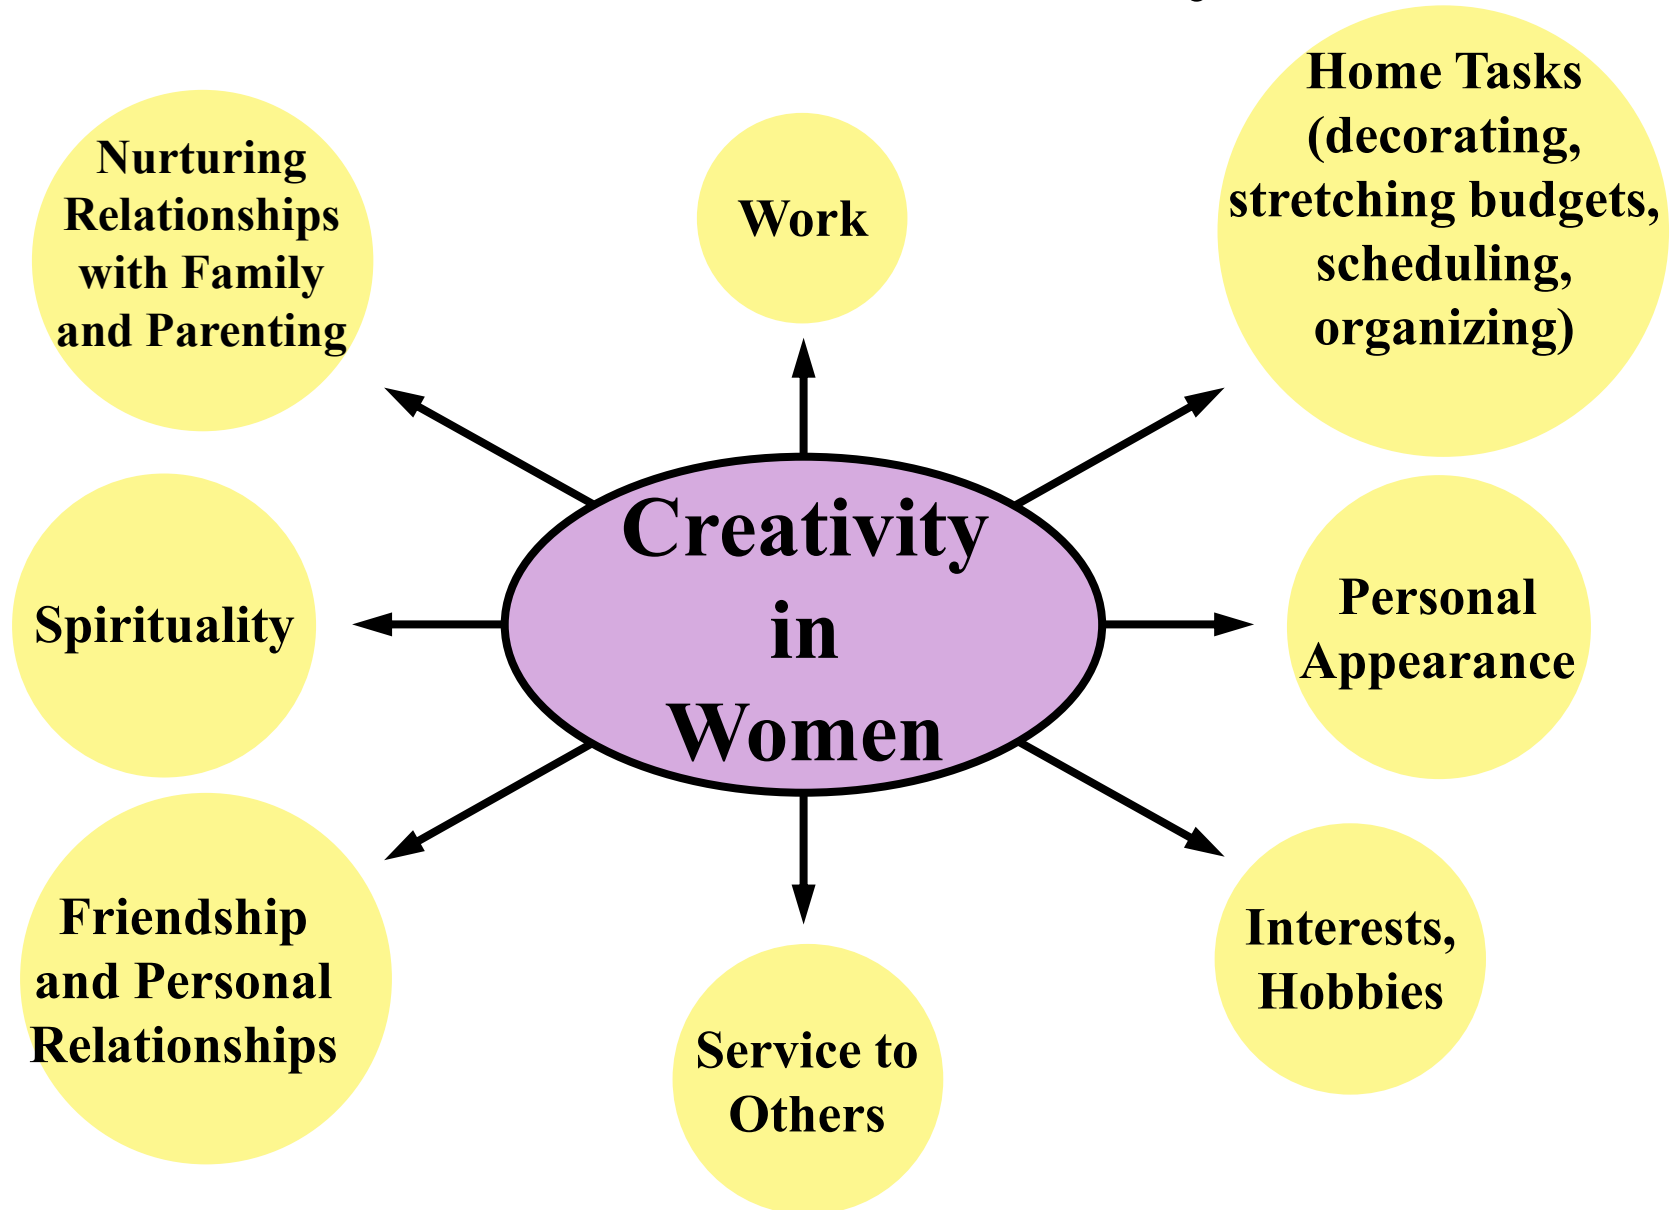 Nurturing
Relationships
with Family
and Parenting
Work
Home Tasks
(decorating,
stretching budgets,
scheduling,
organizing)
Spirituality
Creativity
in
Women
Personal
Appearance
Friendship
and Personal
Relationships
Service to
Others
Interests,
Hobbies